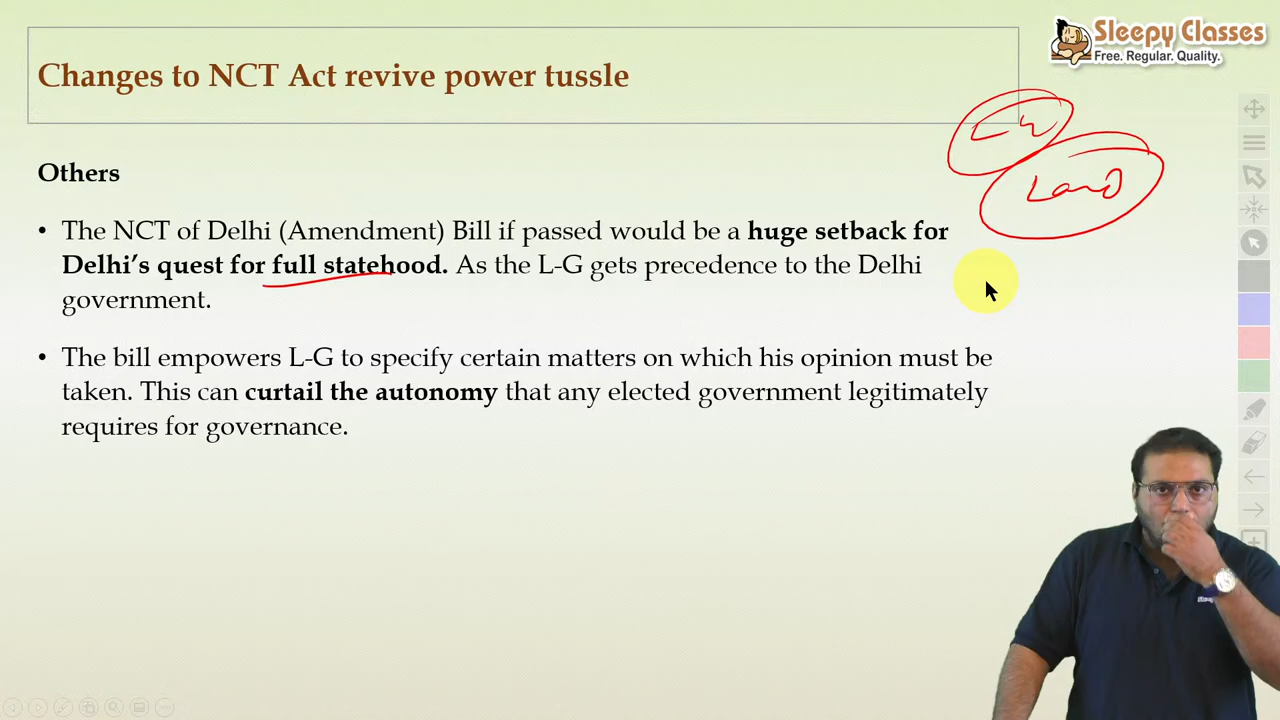 Sleepy Classes
Free. Regular. Quality.
Changes to NCT Act revive power tussle
Others
• The NCT of Delhi (Amendment) Bill if passed would be a huge setback for
Delhi’s quest for full statehood. As the L-G gets precedence to the Delhi
government.
• The bill empowers L-G to specify certain matters on which his opinion must be
taken. This can curtail the autonomy that any elected government legitimately
requires for governance.
Land